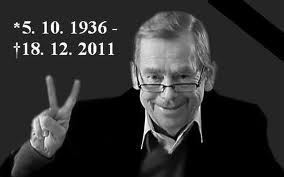 *5. 10. 1936 -
†18. 12. 2011